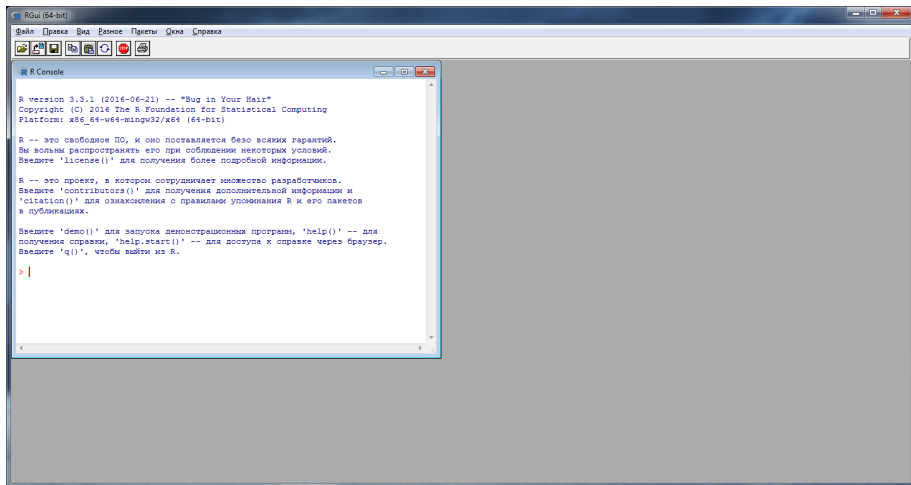 RGui (64-bit)
Файл Правка Вид Разное Пакеты Окна Справка
STOP
R Console
R version 3.3.1 (2016-06-21) -- "Bug in Your Hair"
Copyright (C) 2016 The R Foundation for Statistical Computing
Platform: x86_64-w64-mingw32/x64 (64-bit)
R -- это свободное ПО, и оно поставляется безо всяких гарантий.
Вы вольны распространять его при соблюдении некоторых условий.
Введите 'license()' для получения более подробной информации.
R -- это проект, в котором сотрудничает множество разработчиков.
Введите 'contributors()' для получения дополнительной информации и
'citation()' для ознакомления с правилами упоминания R и его пакетов
в публикациях.
Введите 'demo()' для запуска демонстрационных программ, 'help()' -- для
получения справки, 'help.start()' -- для доступа к справке через браузер.
Введите 'q()', чтобы выйти из R.
>